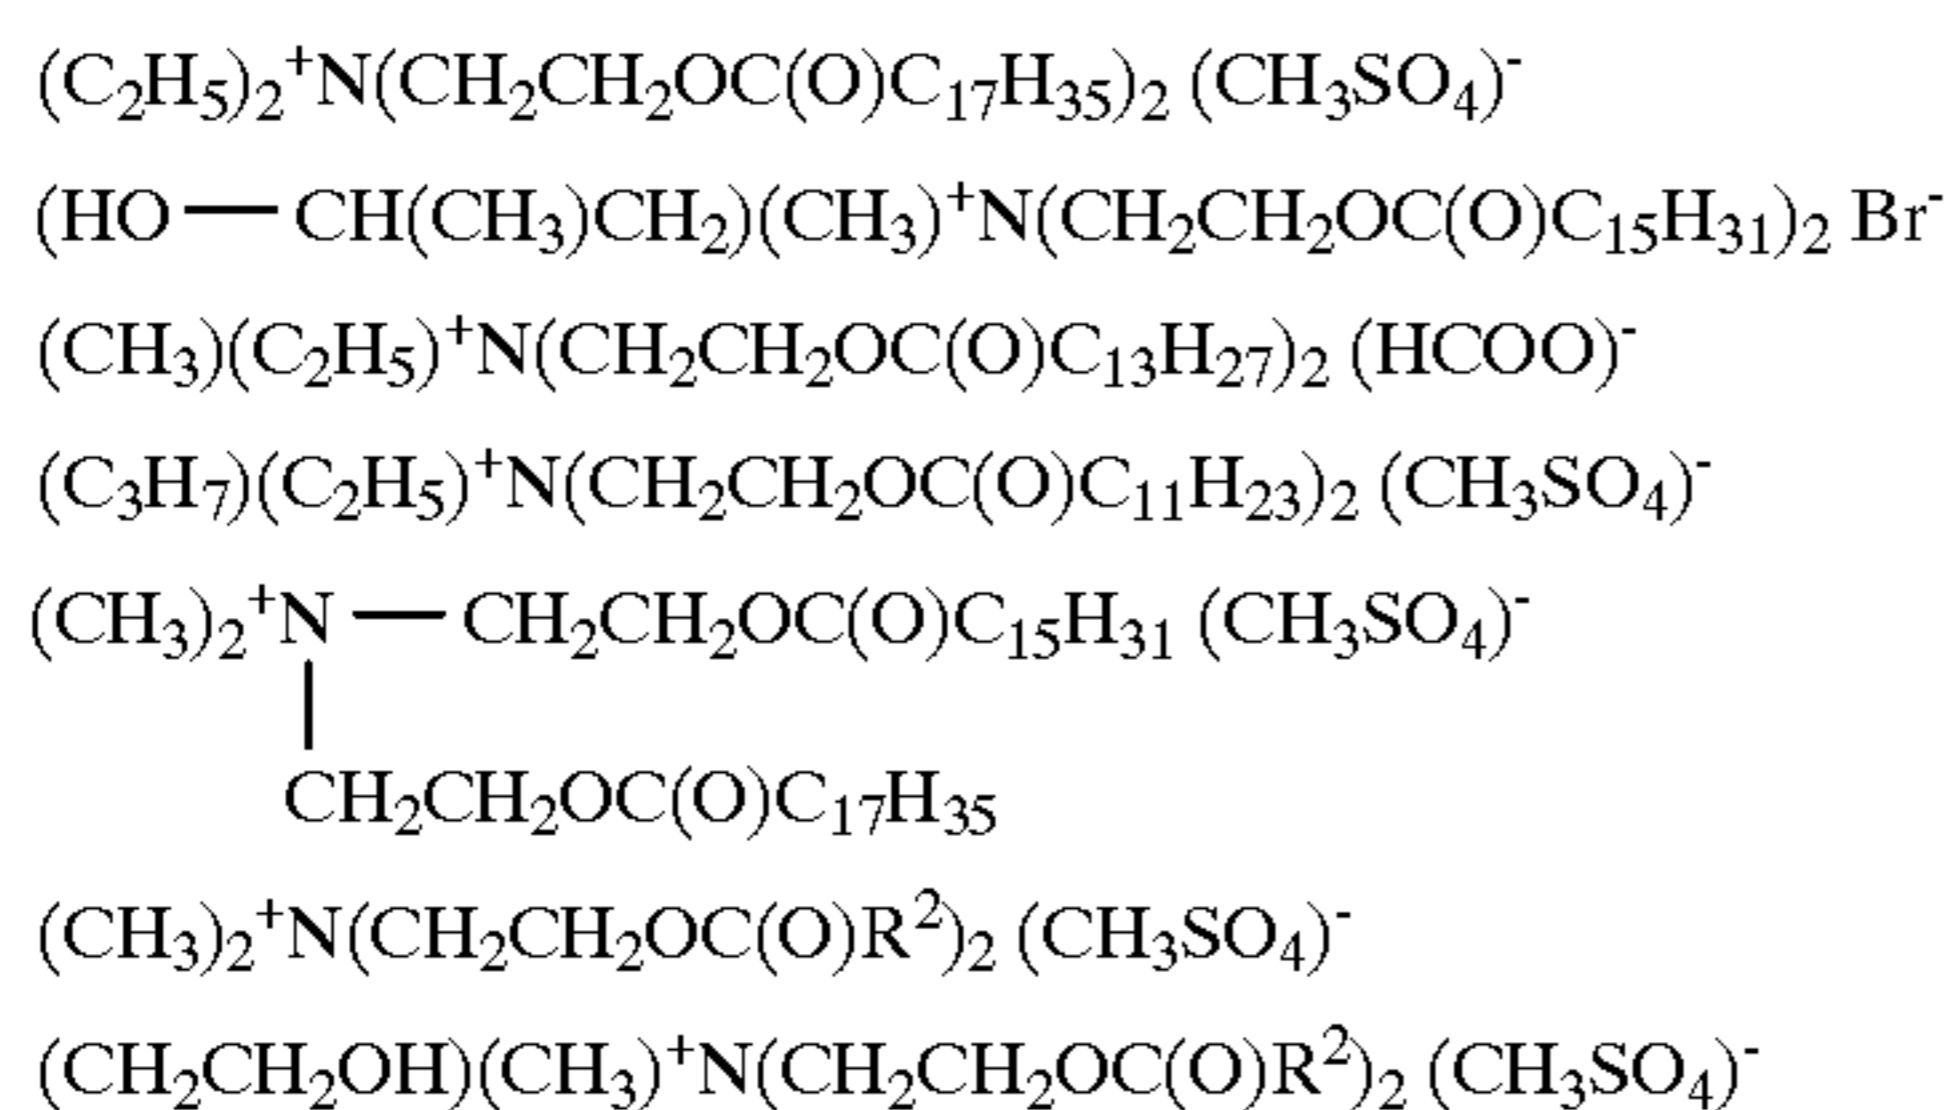 (C₂H₅)₂⁺N(CH₂CH₂OC(O)C₁₇H₃₅)₂ (CH₃SO₄)⁻
(HO—CH(CH₃)CH₂)(CH₃)⁺N(CH₂CH₂OC(O)C₁₅H₃₁)₂ Br⁻
(CH₃)(C₂H₅)⁺N(CH₂CH₂OC(O)C₁₃H₂₇)₂ (HCOO)⁻
(C₃H₇)(C₂H₅)⁺N(CH₂CH₂OC(O)C₁₁H₂₃)₂ (CH₃SO₄)⁻
(CH₃)₂⁺N—CH₂CH₂OC(O)C₁₅H₃₁ (CH₃SO₄)⁻
CH₂CH₂OC(O)C₁₇H₃₅
(CH₃)₂⁺N(CH₂CH₂OC(O)R²)₂ (CH₃SO₄)⁻
(CH₂CH₂OH)(CH₃)⁺N(CH₂CH₂OC(O)R²)₂ (CH₃SO₄)⁻